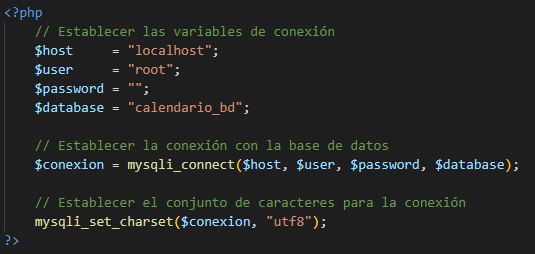 <?php
    // Establecer las variables de conexión
    $host     = "localhost";
    $user     = "root";
    $password = "";
    $database = "calendario_bd";

    // Establecer la conexión con la base de datos
    $conexion = mysqli_connect($host, $user, $password, $database);

    // Establecer el conjunto de caracteres para la conexión
    mysqli_set_charset($conexion, "utf8");
?>